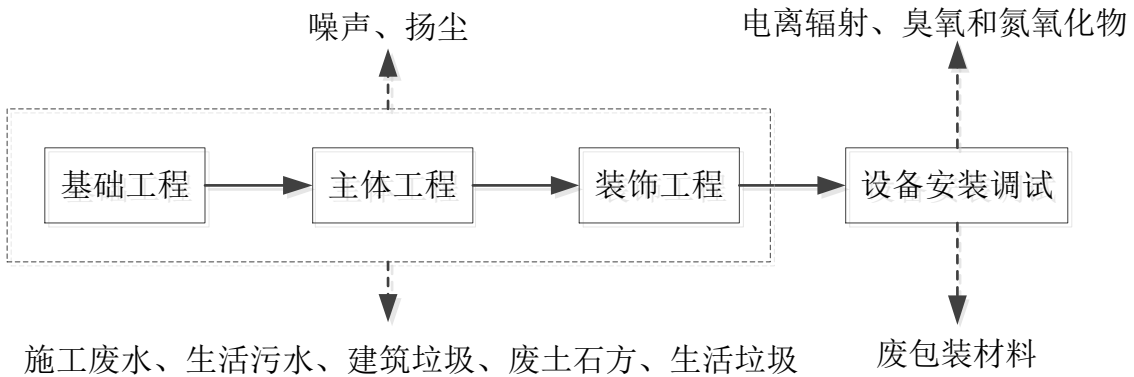 噪声、扬尘
电离辐射、臭氧和氮氧化物
基础工程
主体工程
装饰工程
设备安装调试
施工废水、生活污水、建筑垃圾、废土石方、生活垃圾
废包装材料